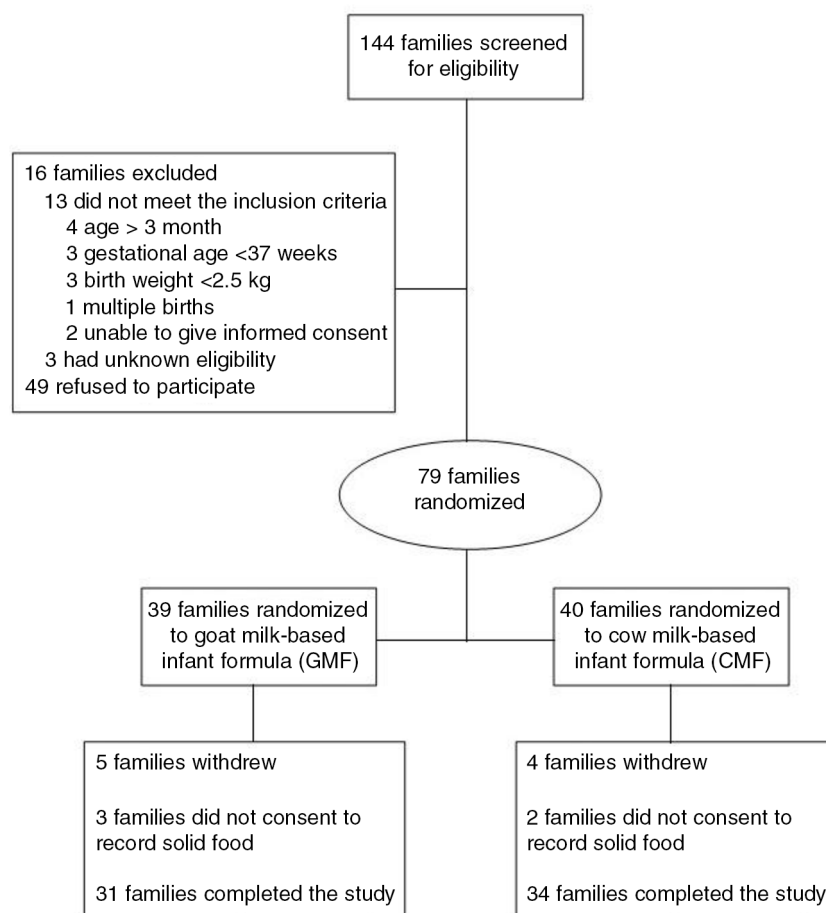 144 families screened
for eligibility
16 families excluded
13 did not meet the inclusion criteria
4 age > 3 month
3 gestational age <37 weeks
3 birth weight <2.5 kg
1 multiple births
2 unable to give informed consent
3 had unknown eligibility
49 refused to participate
79 families
randomized
39 families randomized
to goat milk-based
infant formula (GMF)
40 families randomized
to cow milk-based
infant formula (CMF)
5 families withdrew
3 families did not consent to
record solid food
31 families completed the study
4 families withdrew
2 families did not consent to
record solid food
34 families completed the study